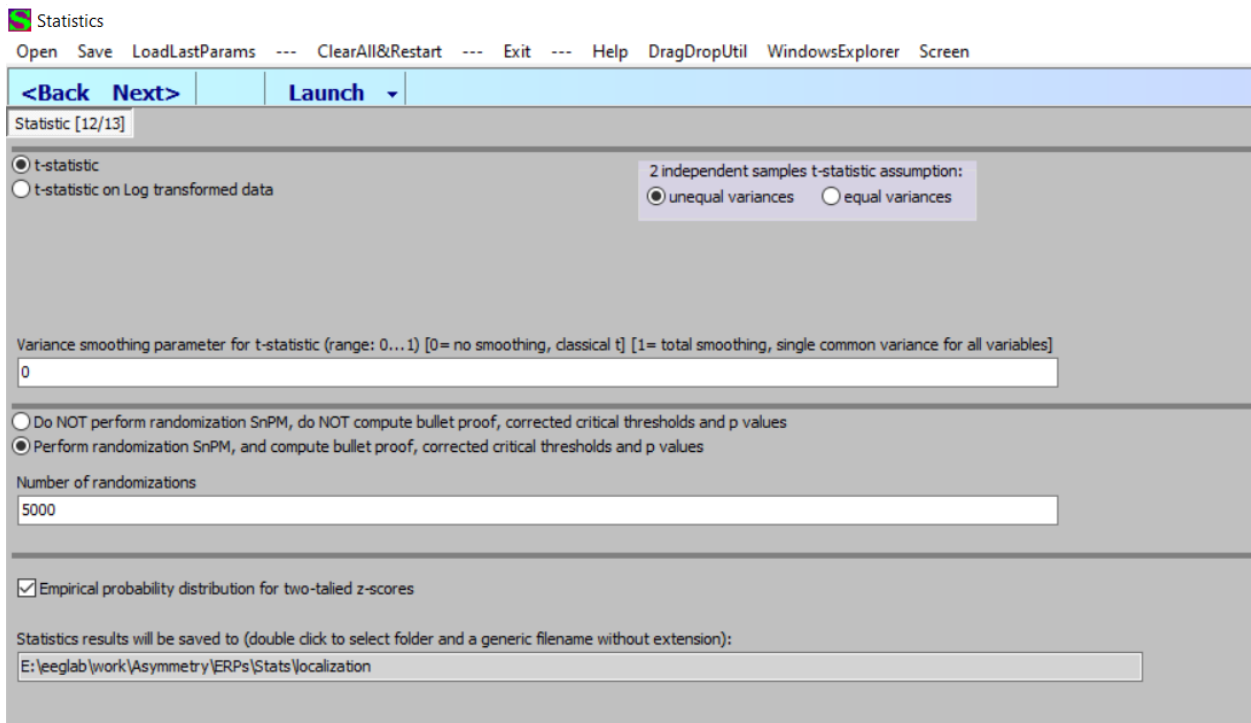 Statistics
Open Save LoadLastParams --- ClearAll&Restart --- Exit --- Help DragDropUtil WindowsExplorer Screen
<Back Next> Launch
Statistic [12/13]
t-statistic
t-statistic on Log transformed data
2 independent samples t-statistic assumption:
unequal variances equal variances
Variance smoothing parameter for t-statistic (range: 0...1) [0= no smoothing, classical t] [1= total smoothing, single common variance for all variables]
0
Do NOT perform randomization SnPM, do NOT compute bullet proof, corrected critical thresholds and p values
Perform randomization SnPM, and compute bullet proof, corrected critical thresholds and p values
Number of randomizations
5000
Empirical probability distribution for two-talied z-scores
Statistics results will be saved to (double click to select folder and a generic filename without extension):
E:\eeglab\work\Asymmetry\ERPs\Stats\localization